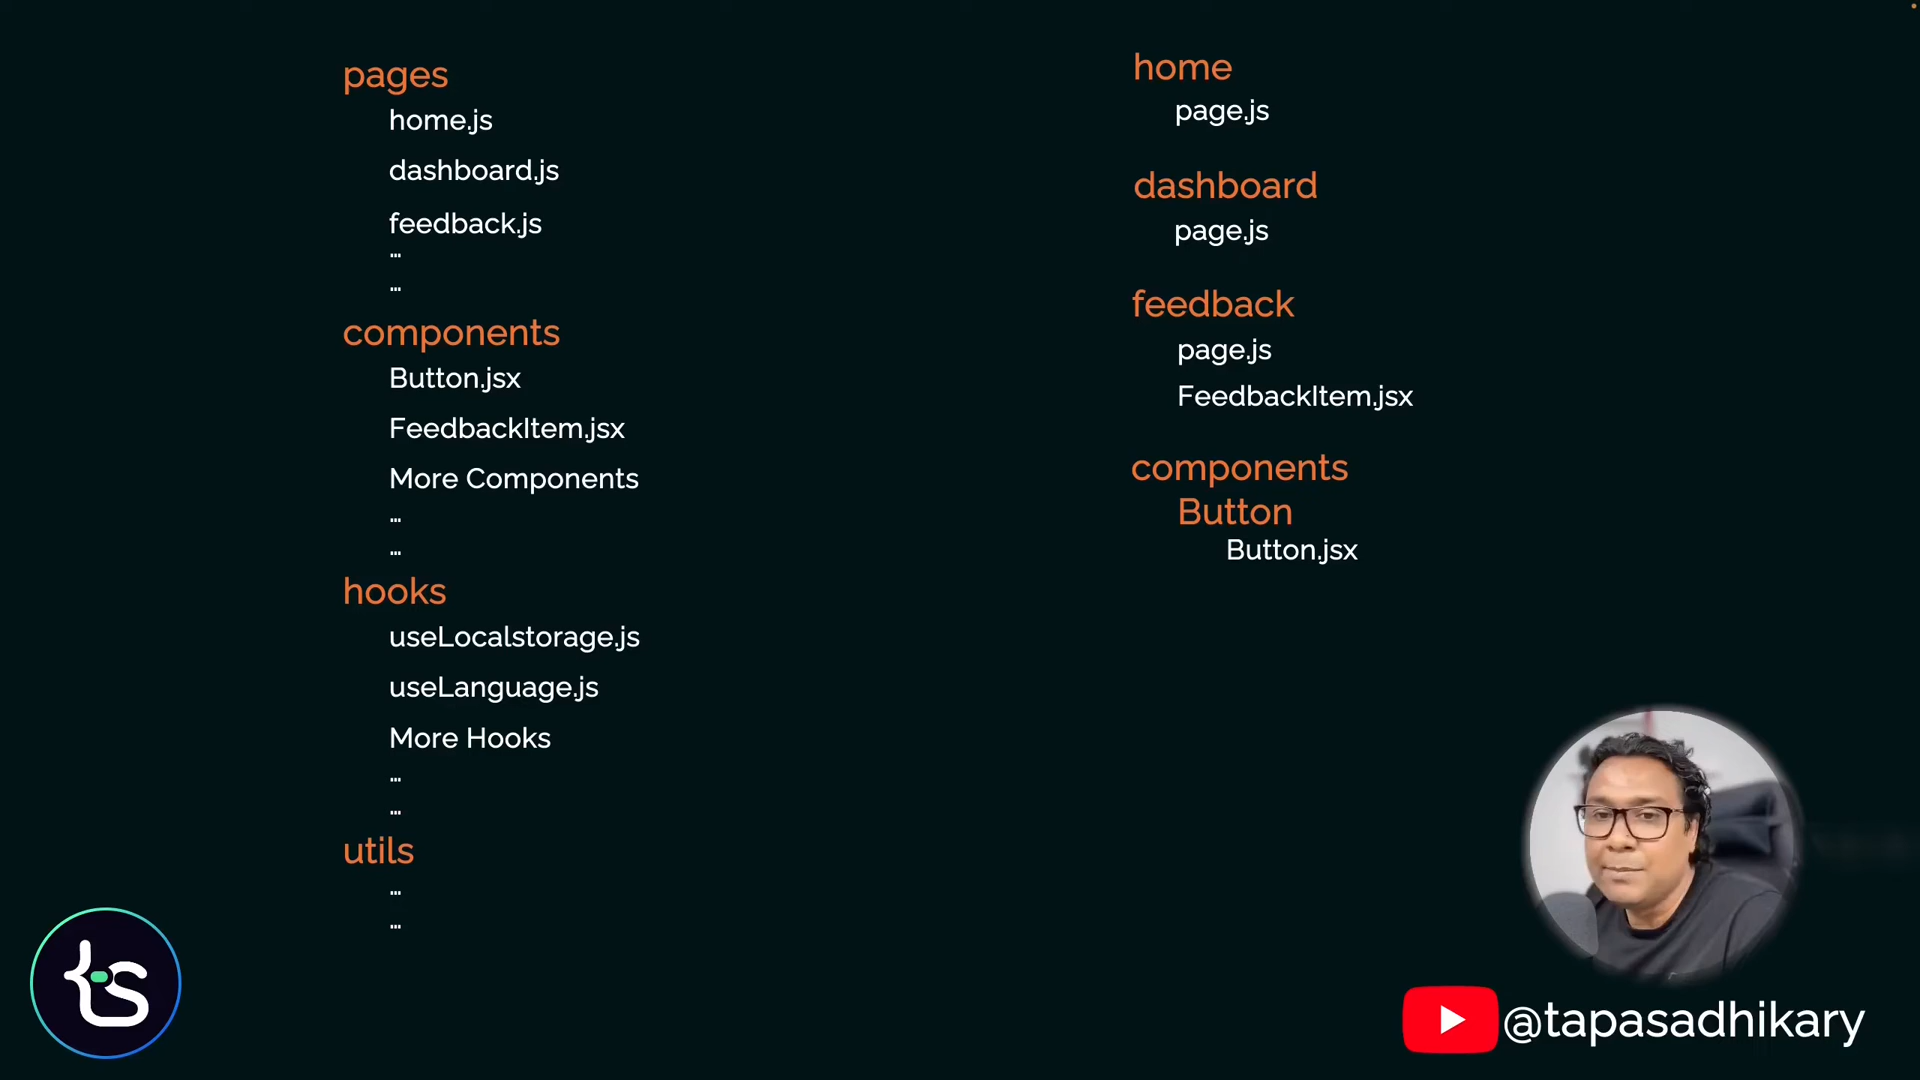 pages
home.js
dashboard.js
feedback.js
...
...
components
Button.jsx
FeedbackItem.jsx
More Components
...
...
hooks
useLocalstorage.js
useLanguage.js
More Hooks
...
...
utils
...
...
home
page.js
dashboard
page.js
feedback
page.js
FeedbackItem.jsx
components
Button
Button.jsx
ts
@tapasadhikary